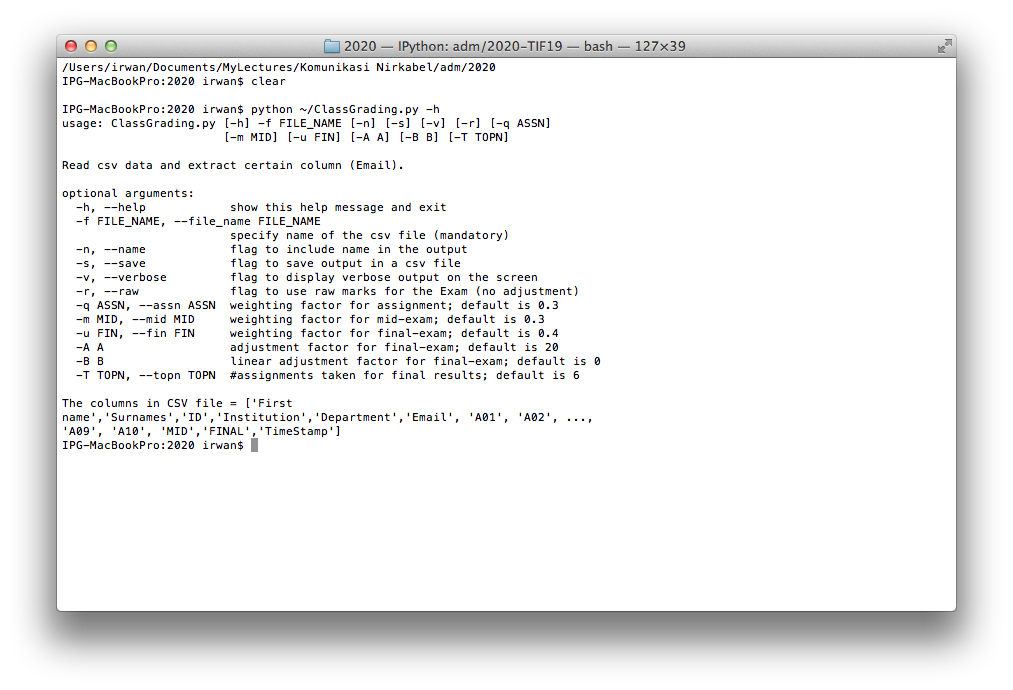 2020 — IPython: adm/2020-TIF19 — bash — 127×39
/Users/irwan/Documents/MyLectures/Komunikasi Nirkabel/adm/2020
IPG-MacBookPro:2020 irwan$ clear
IPG-MacBookPro:2020 irwan$ python ~/ClassGrading.py -h
usage: ClassGrading.py [-h] -f FILE_NAME [-n] [-s] [-v] [-r] [-q ASSN]
                       [-m MID] [-u FIN] [-A A] [-B B] [-T TOPN]
Read csv data and extract certain column (Email).
optional arguments:
  -h, --help            show this help message and exit
  -f FILE_NAME, --file_name FILE_NAME
                        specify name of the csv file (mandatory)
  -n, --name            flag to include name in the output
  -s, --save            flag to save output in a csv file
  -v, --verbose         flag to display verbose output on the screen
  -r, --raw             flag to use raw marks for the Exam (no adjustment)
  -q ASSN, --assn ASSN  weighting factor for assignment; default is 0.3
  -m MID, --mid MID     weighting factor for mid-exam; default is 0.3
  -u FIN, --fin FIN     weighting factor for final-exam; default is 0.4
  -A A                  adjustment factor for final-exam; default is 20
  -B B                  linear adjustment factor for final-exam; default is 0
  -T TOPN, --topn TOPN  #assignments taken for final results; default is 6
The columns in CSV file = ['First
name','Surnames','ID','Institution','Department','Email', 'A01', 'A02', ...,
'A09', 'A10', 'MID','FINAL','TimeStamp']
IPG-MacBookPro:2020 irwan$